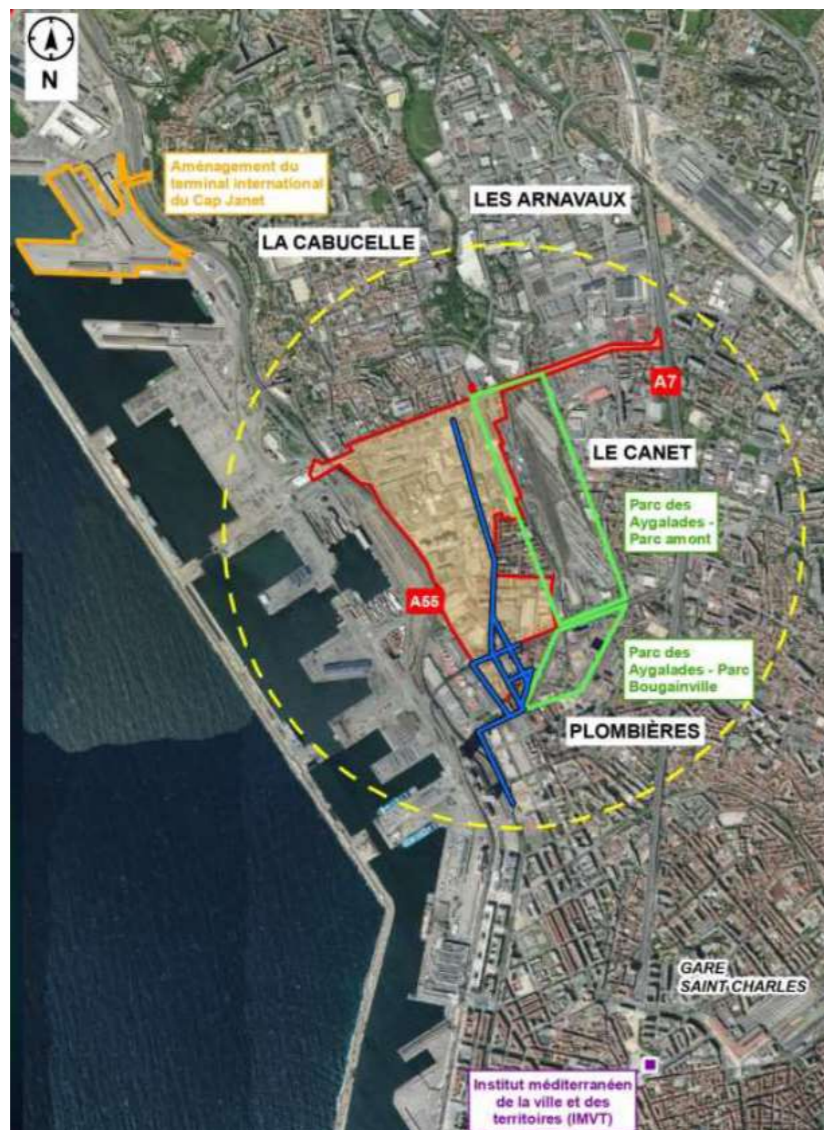 N
Aménagement du
terminal international
du Cap Janet
LES ARNAVAUX
LA CABUCELLE
A7
LE CANET
Parc des
Aygalades -
Parc amont
A55
Parc des
Aygalades - Parc
Bougainville
PLOMBIÈRES
GARE
SAINT CHARLES
Institut méditerranéen
de la ville et des
territoires (IMVT)